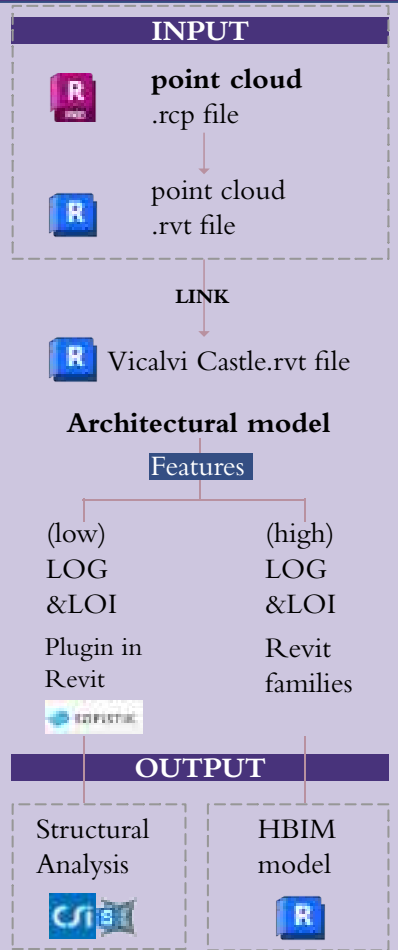 INPUT
R
point cloud
.rcp file
point cloud
R
.rvt file
LINK
R
Vicalvi Castle.rvt file
Architectural model
Features
(low)
LOG
&LOI
Plugin in
Revit
(high)
LOG
&LOI
Revit
families
OUTPUT
Structural
Analysis
CSi
HBIM
model
R